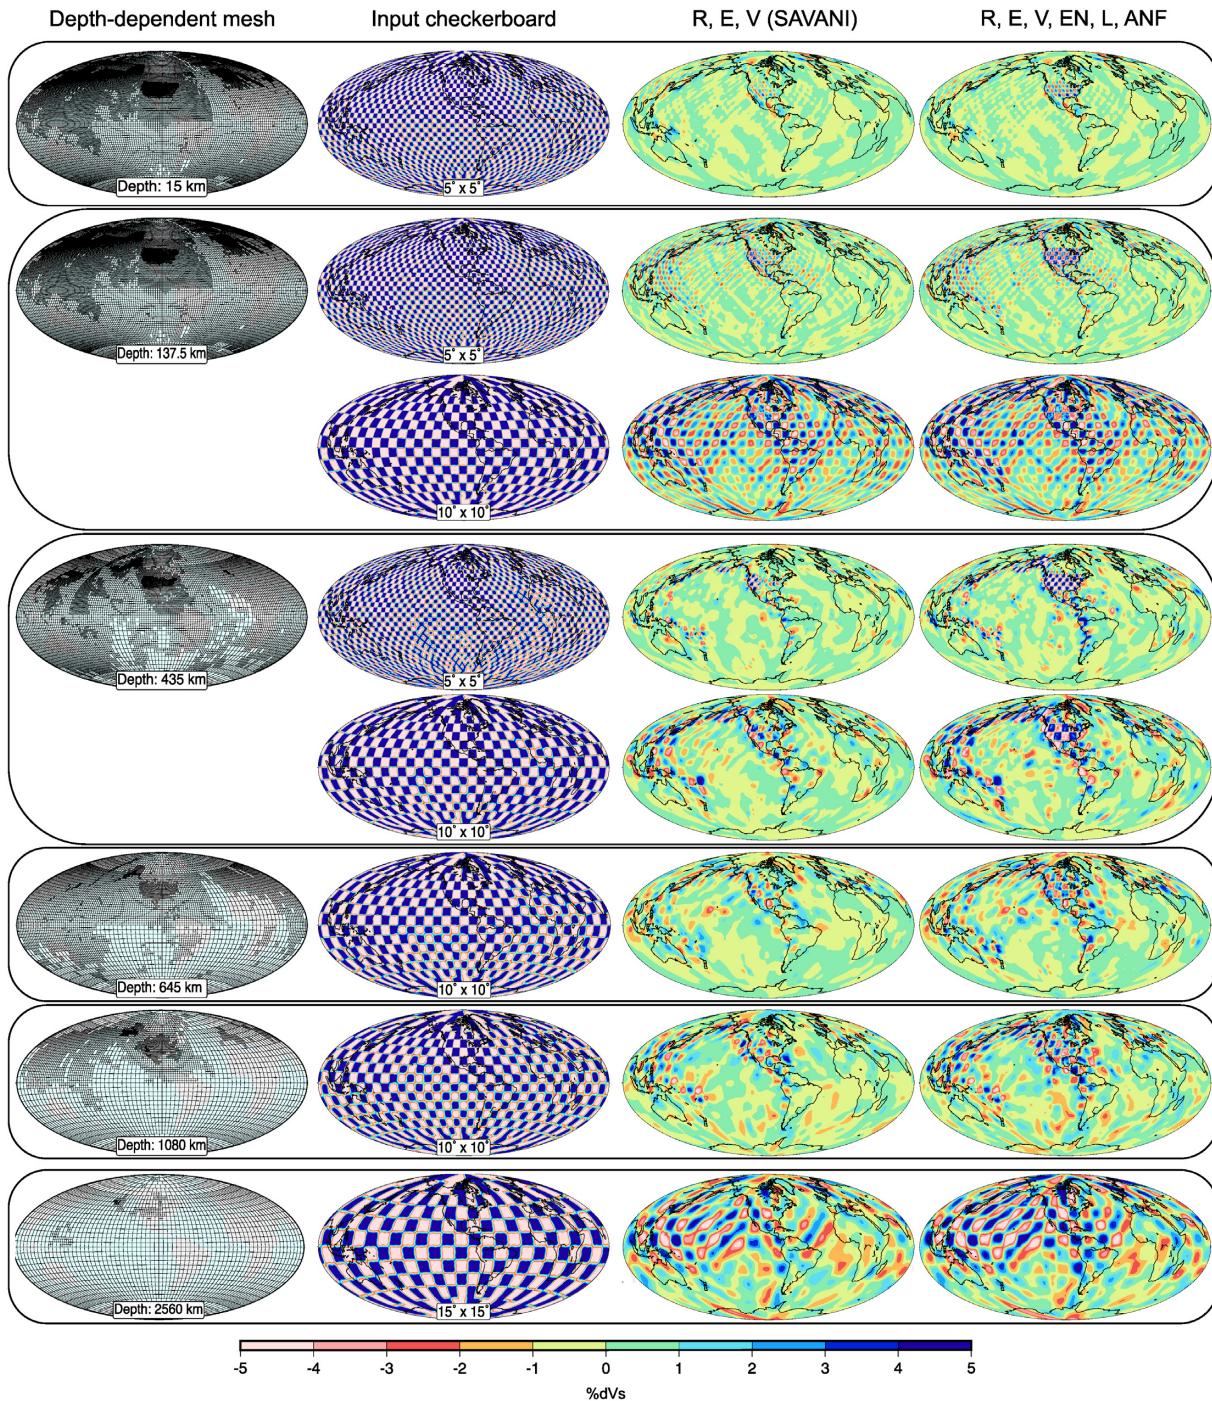 Depth-dependent mesh Input checkerboard R, E, V (SAVANI) R, E, V, EN, L, ANF
Depth: 15 km 5˚ x 5˚
Depth: 137.5 km 5˚ x 5˚
10˚ x 10˚
Depth: 435 km 5˚ x 5˚
10˚ x 10˚
Depth: 645 km 10˚ x 10˚
Depth: 1080 km 10˚ x 10˚
Depth: 2560 km 15˚ x 15˚
-5 -4 -3 -2 -1 0 1 2 3 4 5
%dVs